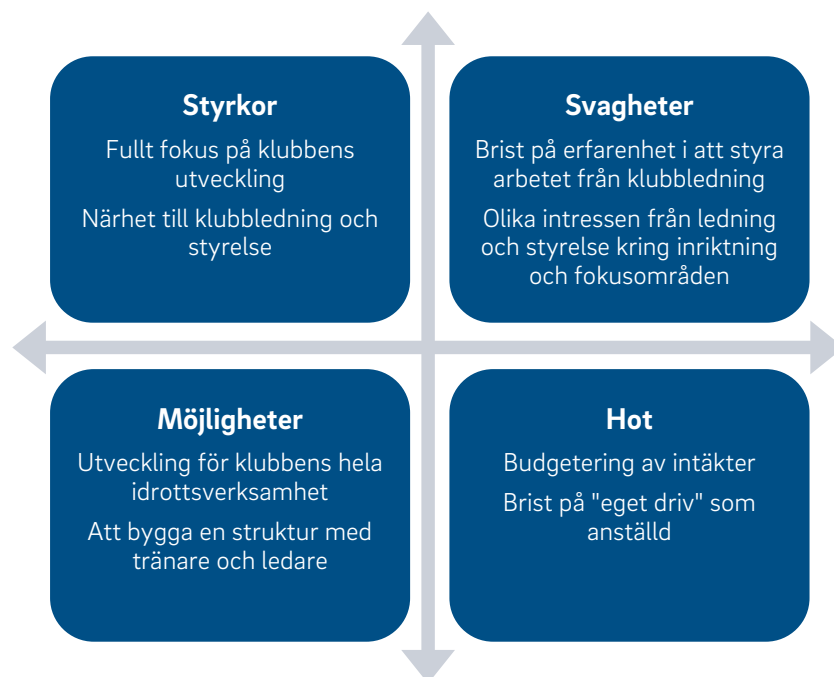 Styrkor
Fullt fokus på klubbens
utveckling
Närhet till klubbledning och
styrelse
Svagheter
Brist på erfarenhet i att styra
arbetet från klubbledning
Olika intressen från ledning
och styrelse kring inriktning
och fokusområden
Möjligheter
Utveckling för klubbens hela
idrottsverksamhet
Att bygga en struktur med
tränare och ledare
Hot
Budgetering av intäkter
Brist på "eget driv" som
anställd